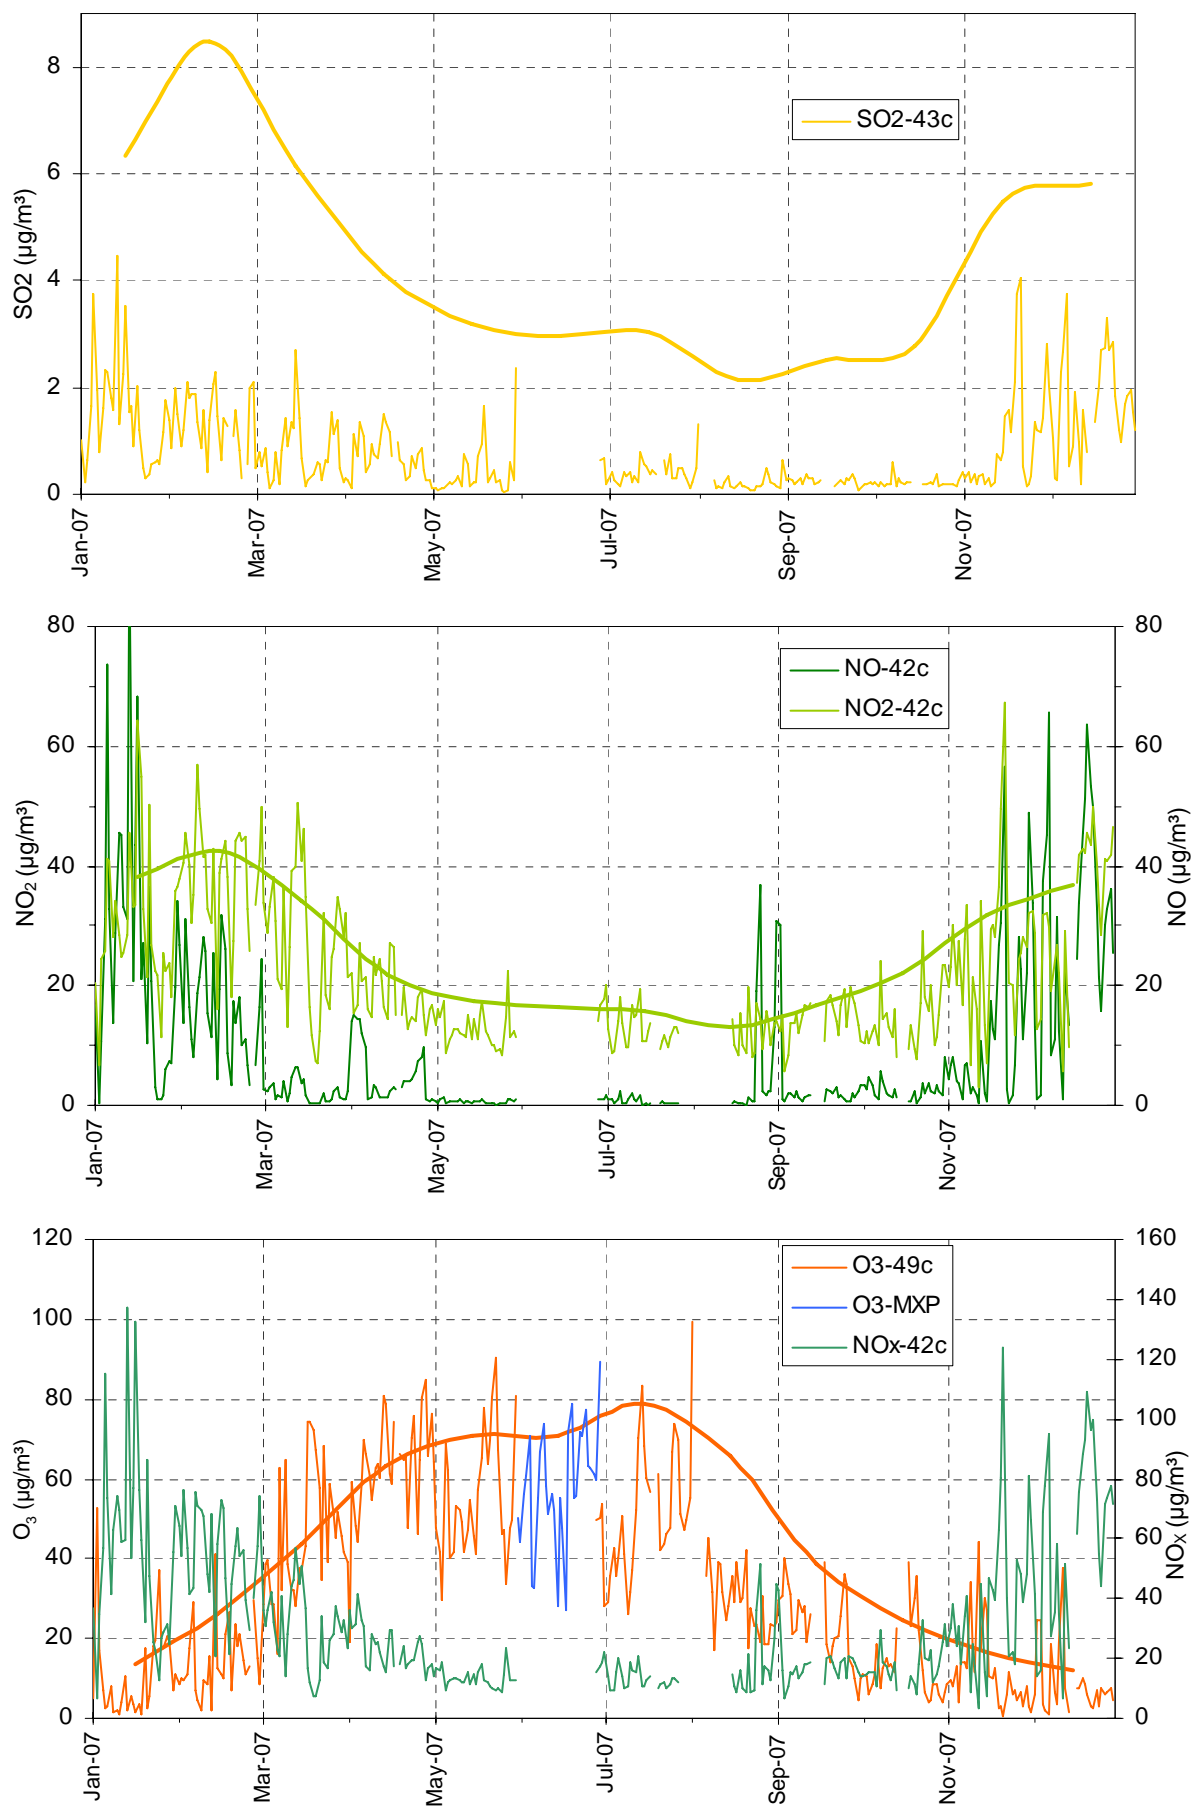 8
6
4
2
0
SO2 (µg/m³)
SO2-43c
Jan-07
Mar-07
May-07
Jul-07
Sep-07
Nov-07
80
60
40
20
0
NO₂ (µg/m³)
80
60
40
20
0
NO (µg/m³)
NO-42c
NO2-42c
Jan-07
Mar-07
May-07
Jul-07
Sep-07
Nov-07
120
100
80
60
40
20
0
O₃ (µg/m³)
160
140
120
100
80
60
40
20
0
NOx (µg/m³)
O3-49c
O3-MXP
NOx-42c
Jan-07
Mar-07
May-07
Jul-07
Sep-07
Nov-07